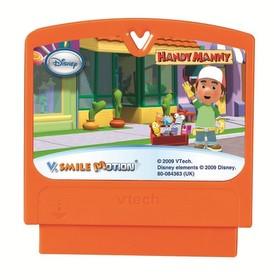 Disney
HANDY MANNY
V.SMILE MOTION
© 2009 VTech.
Disney elements © 2009 Disney.
80-084363 (UK)
vtech